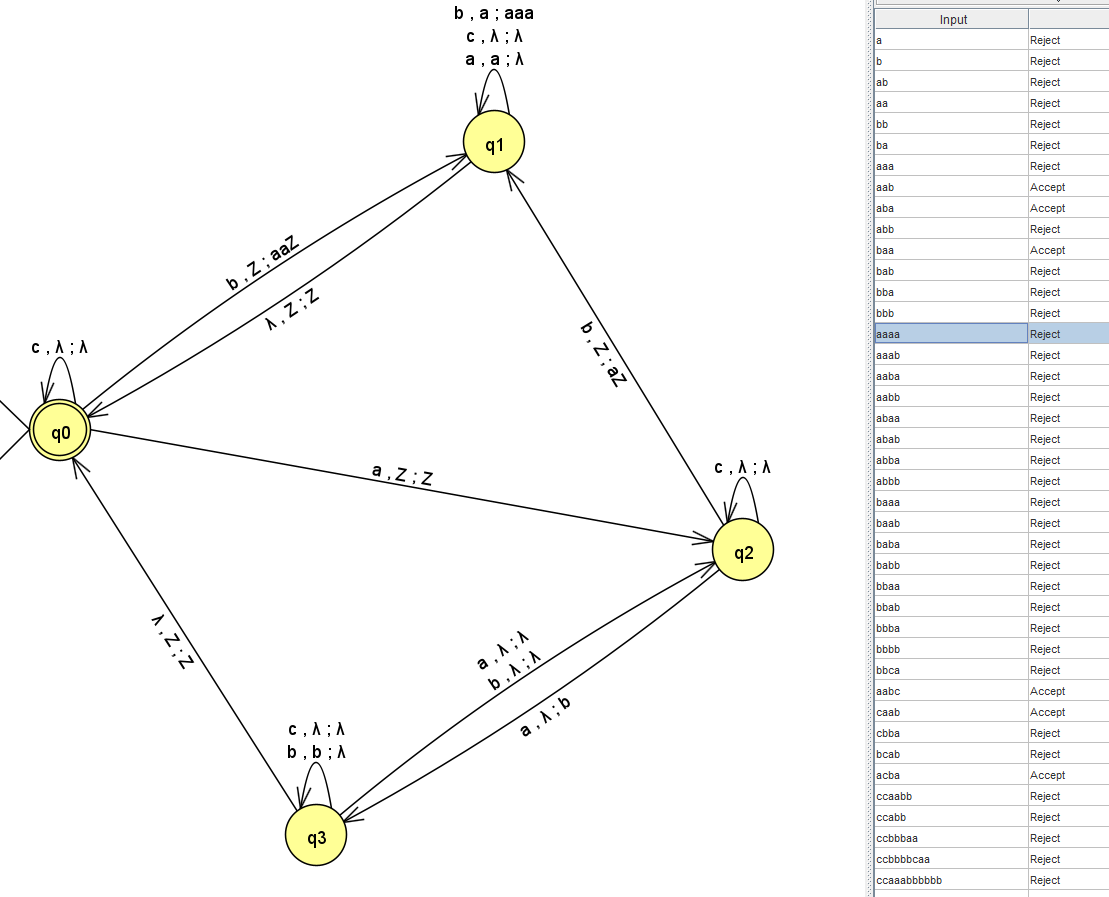 b , a ; aaa
c , λ ; λ
a , a ; λ
q1
b , Z ; aaZ
λ , Z ; Z
b , Z ; aZ
c , λ ; λ
q0
a , Z ; Z
c , λ ; λ
q2
λ , Z ; Z
a , λ ; λ
b , λ ; λ
a , λ ; b
c , λ ; λ
b , b ; λ
q3
Input
a Reject
b Reject
ab Reject
aa Reject
bb Reject
ba Reject
aaa Reject
aab Accept
aba Accept
abb Reject
baa Accept
bab Reject
bba Reject
bbb Reject
aaaa Reject
aaab Reject
aaba Reject
aabb Reject
abaa Reject
abab Reject
abba Reject
abbb Reject
baaa Reject
baab Reject
baba Reject
babb Reject
bbaa Reject
bbab Reject
bbba Reject
bbbb Reject
bbca Reject
aabc Accept
caab Accept
cbba Reject
bcab Reject
acba Accept
ccaabb Reject
ccabb Reject
ccbbbaa Reject
ccbbbbcaa Reject
ccaaabbbbbb Reject